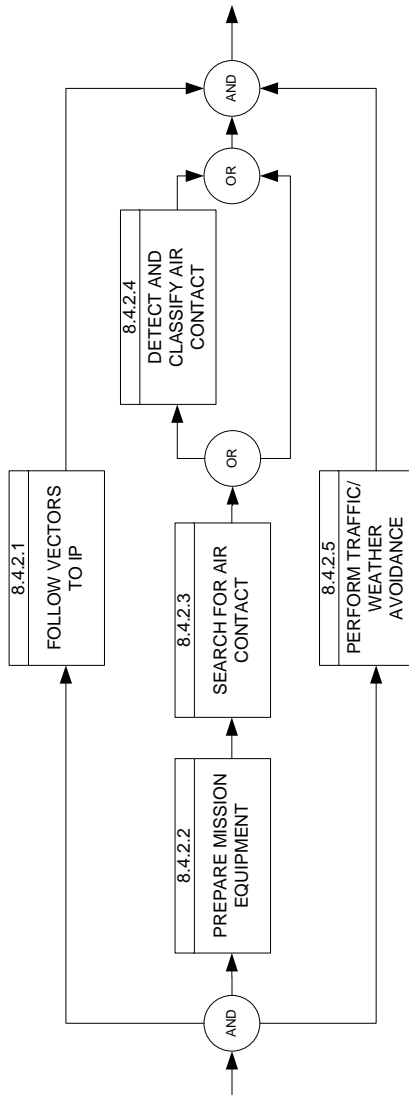 AND
8.4.2.1
FOLLOW VECTORS
TO IP
8.4.2.2
PREPARE MISSION
EQUIPMENT
8.4.2.3
SEARCH FOR AIR
CONTACT
OR
8.4.2.4
DETECT AND
CLASSIFY AIR
CONTACT
OR
8.4.2.5
PERFORM TRAFFIC/
WEATHER
AVOIDANCE
AND